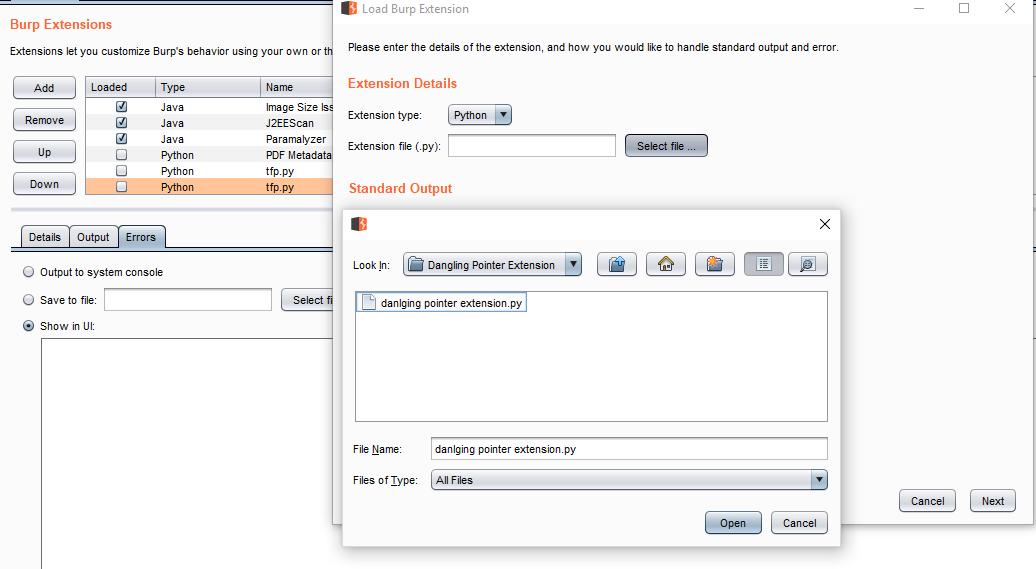 Burp Extensions
Extensions let you customize Burp's behavior using your own or th
Add
Remove
Up
Down
Loaded Type Name
Java Image Size Iss
Java J2EEScan
Java Paramalyzer
Python PDF Metadata
Python tfp.py
Python tfp.py
Details Output Errors
Output to system console
Save to file: Select fi
Show in UI:
Load Burp Extension
Please enter the details of the extension, and how you would like to handle standard output and error.
Extension Details
Extension type: Python
Extension file (.py): Select file ...
Standard Output
Look In: Dangling Pointer Extension
danlging pointer extension.py
File Name: danlging pointer extension.py
Files of Type: All Files
Open Cancel
Cancel Next